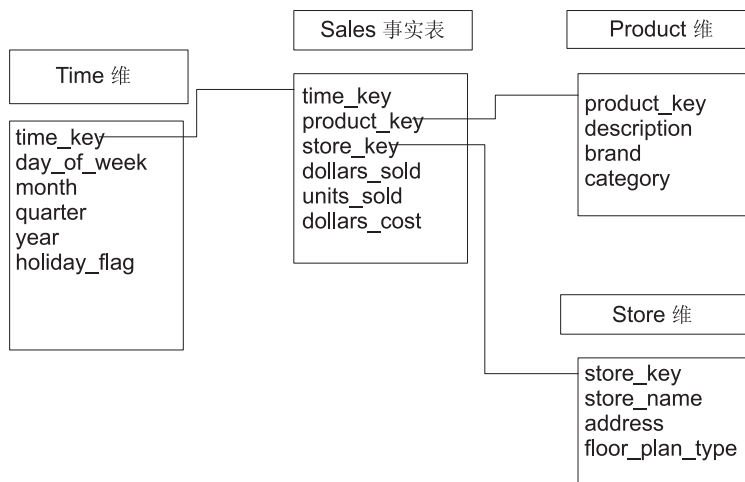 Time 维
time_key
day_of_week
month
quarter
year
holiday_flag
Sales 事实表
time_key
product_key
store_key
dollars_sold
units_sold
dollars_cost
Product 维
product_key
description
brand
category
Store 维
store_key
store_name
address
floor_plan_type